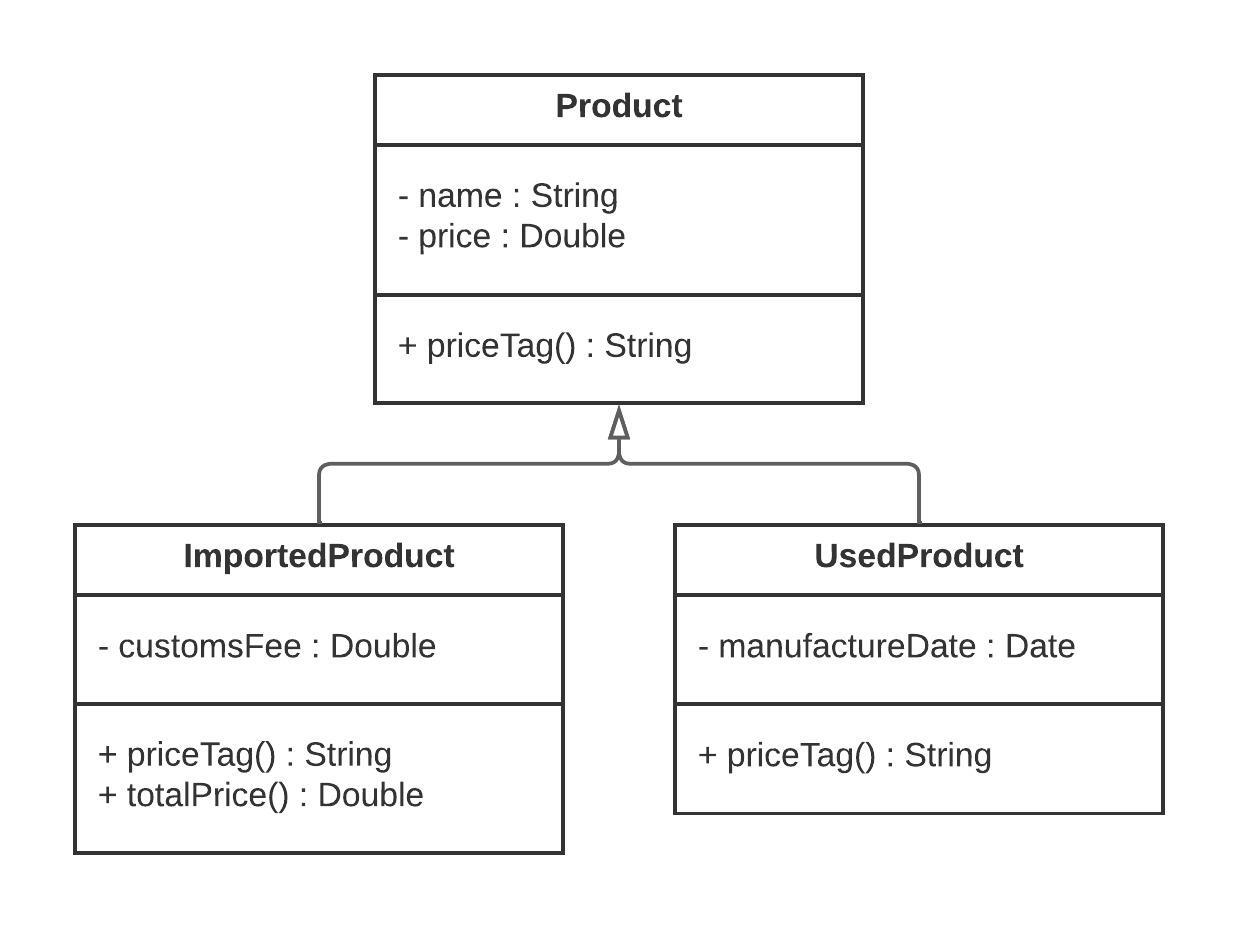 Product
- name : String
- price : Double
+ priceTag() : String
ImportedProduct
- customsFee : Double
+ priceTag() : String
+ totalPrice() : Double
UsedProduct
- manufactureDate : Date
+ priceTag() : String